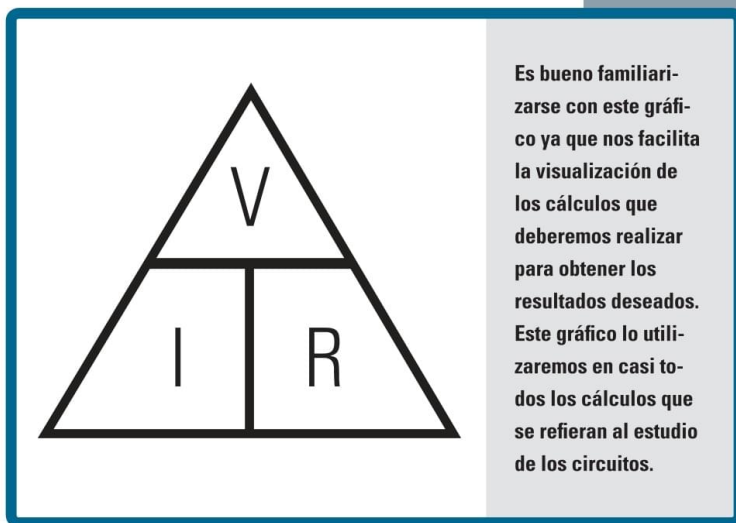 V
I R
Es bueno familiari-
zarse con este gráfi-
co ya que nos facilita
la visualización de
los cálculos que
deberemos realizar
para obtener los
resultados deseados.
Este gráfico lo utili-
zaremos en casi to-
dos los cálculos que
se refieran al estudio
de los circuitos.